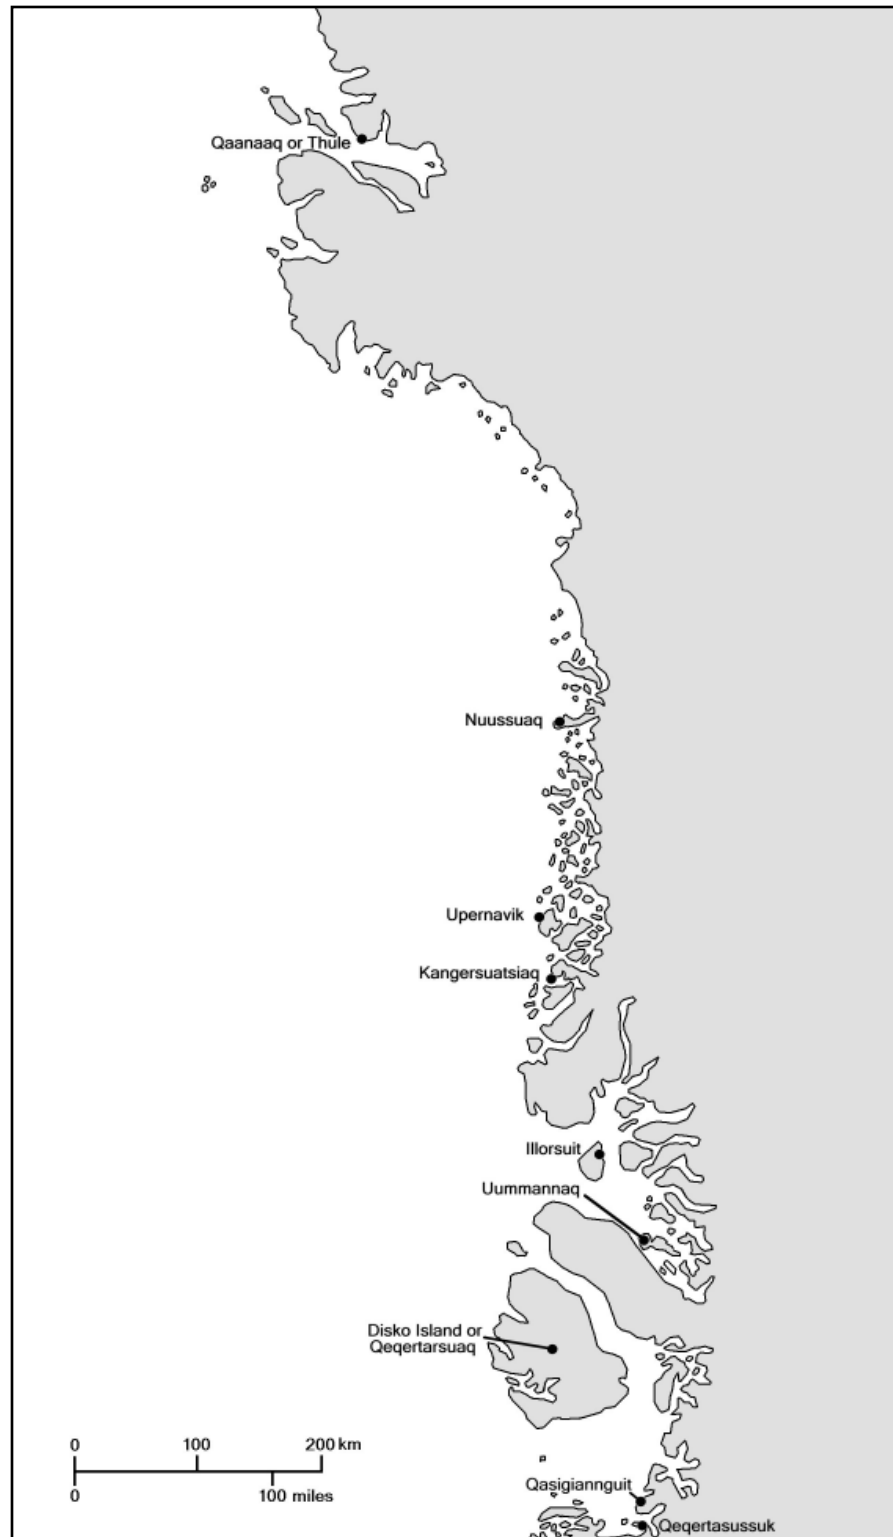 Qaanaaq or Thule
Nuussuaq
Upernavik
Kangersuatsiaq
Illorsuit
Uummannaq
Disko Island or
Qeqertarsuaq
0 100 200 km
0 100 miles
Qasigiannguit
Qeqertasussuk